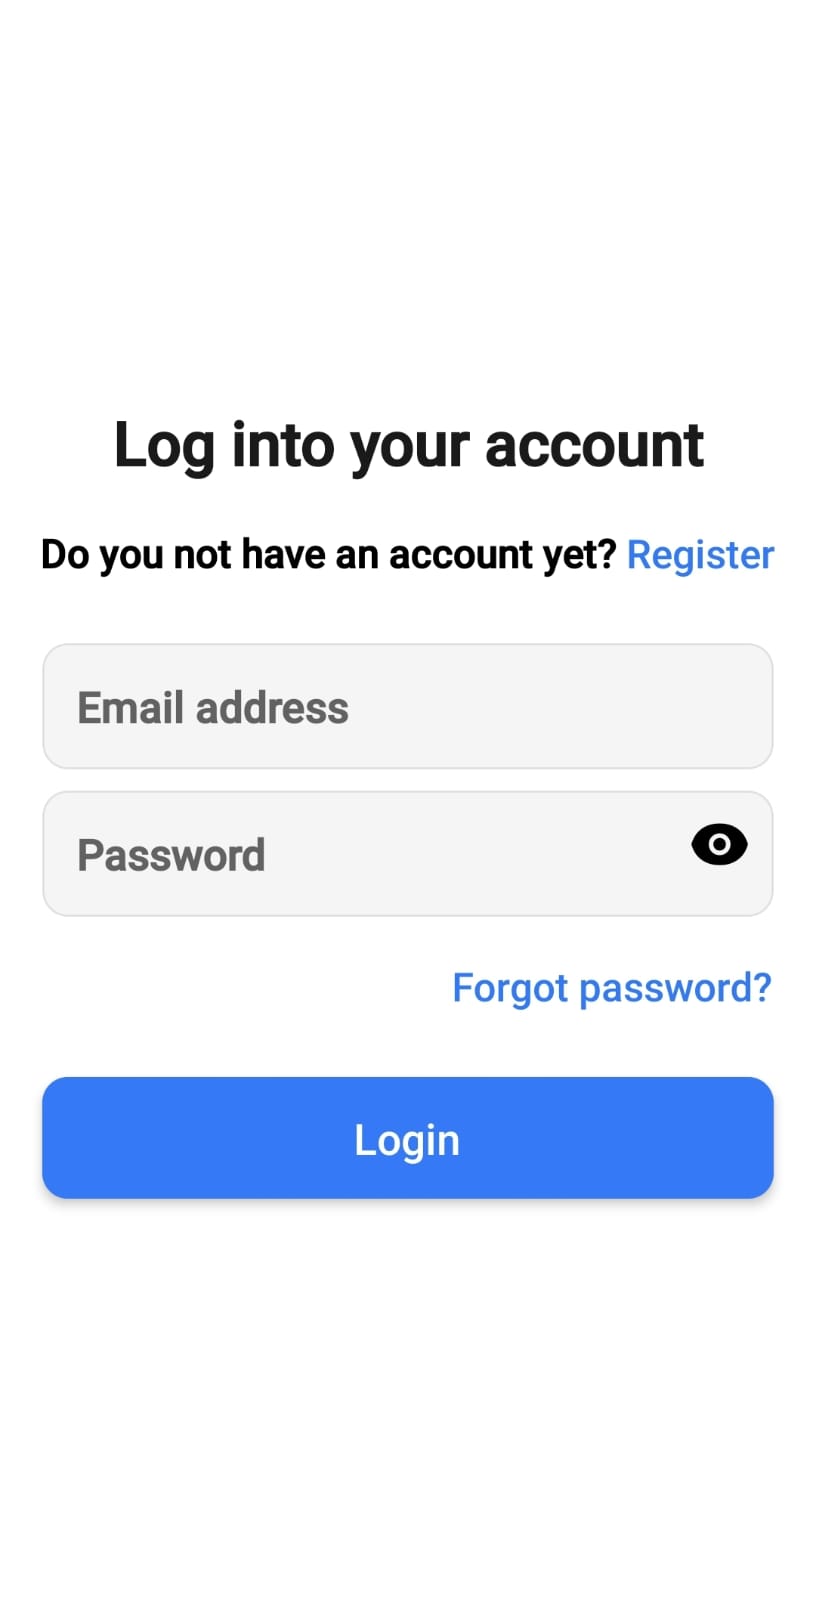 Log into your account
Do you not have an account yet? Register
Email address
Password
Forgot password?
Login